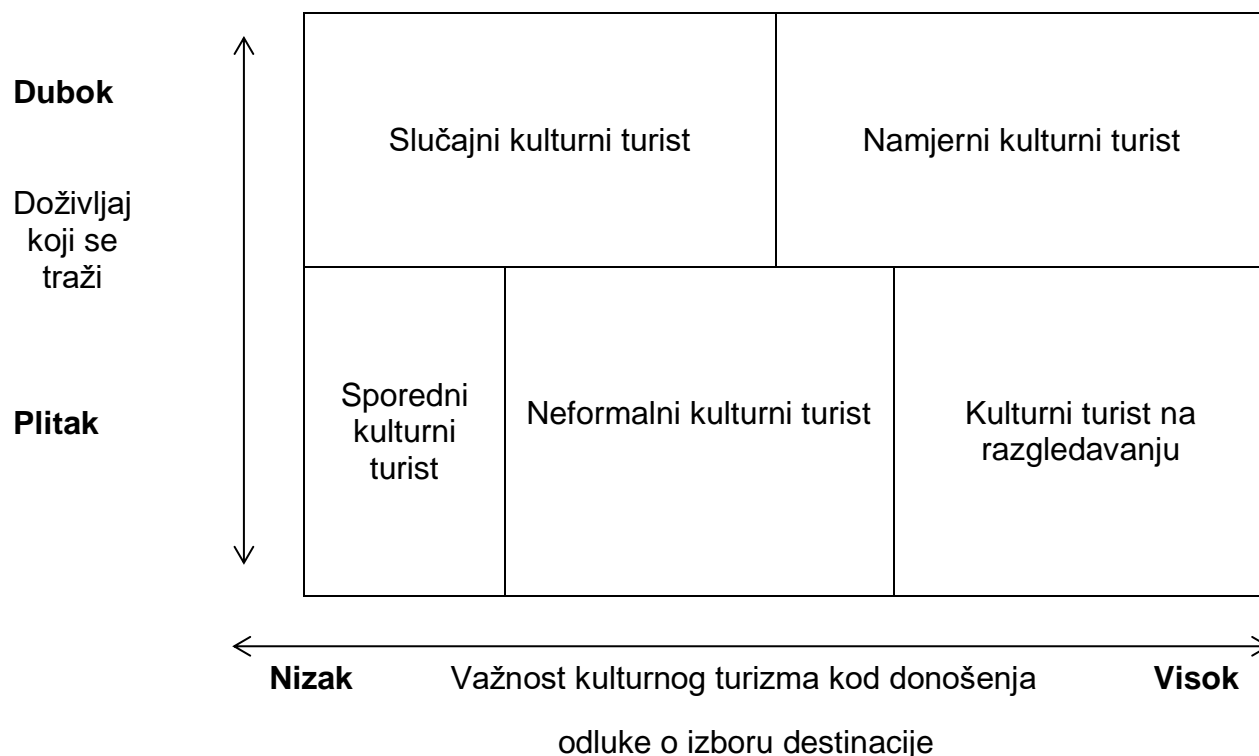 Dubok
Slučajni kulturni turist
Namjerni kulturni turist
Doživljaj
koji se
traži
Plitak
Sporedni
kulturni
turist
Neformalni kulturni turist
Kulturni turist na
razgledavanju
Nizak
Važnost kulturnog turizma kod donošenja
Visok
odluke o izboru destinacije